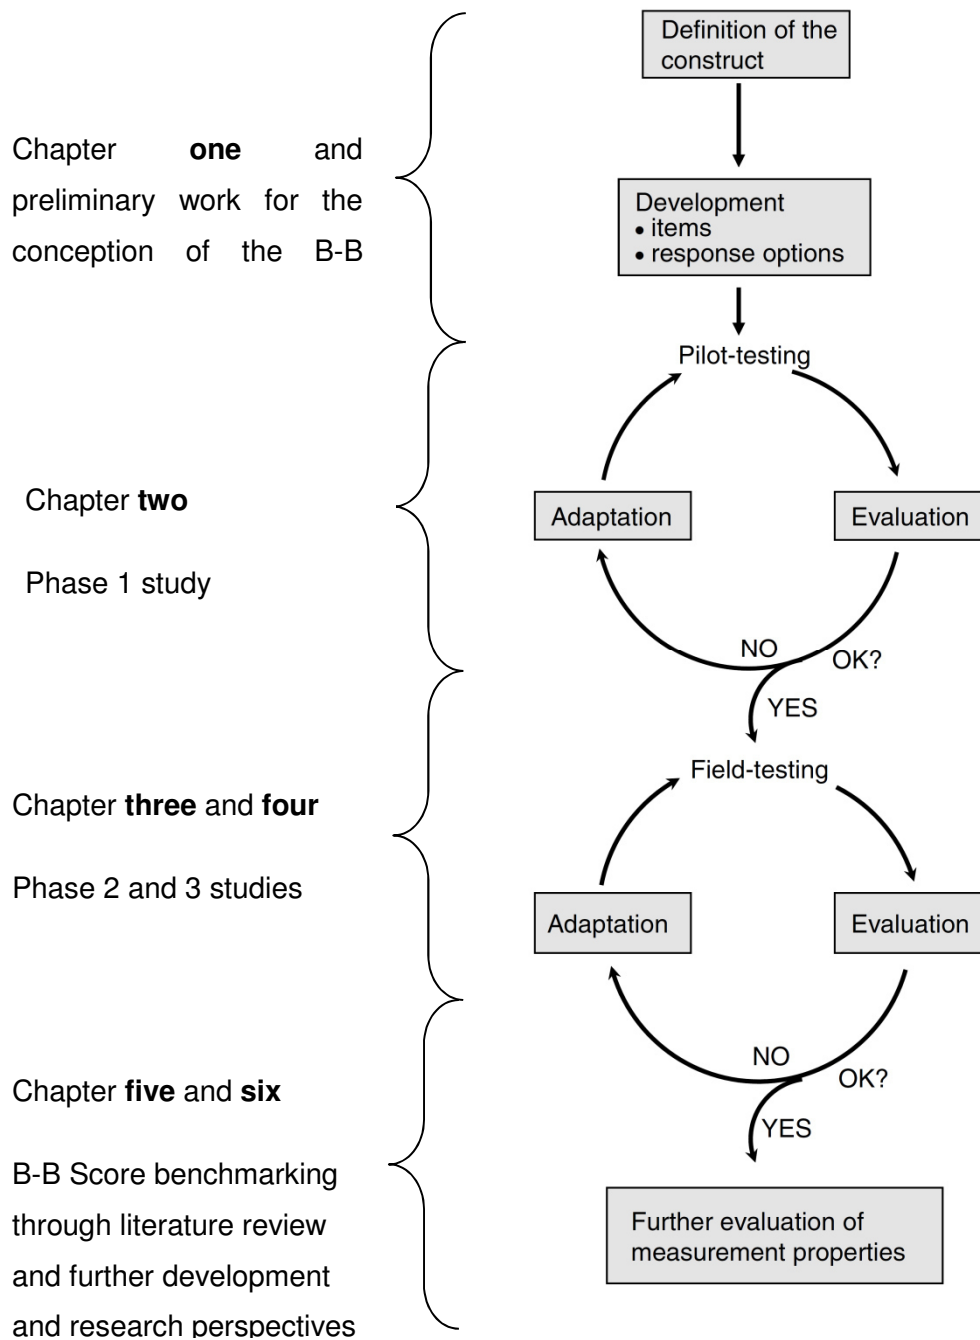 Definition of the
construct
Chapter one and
preliminary work for the
conception of the B-B
Development
• items
• response options
Pilot-testing
Chapter two
Phase 1 study
Adaptation
Evaluation
NO
OK?
YES
Field-testing
Chapter three and four
Phase 2 and 3 studies
Adaptation
Evaluation
NO
OK?
YES
Chapter five and six
B-B Score benchmarking
through literature review
and further development
and research perspectives
Further evaluation of
measurement properties